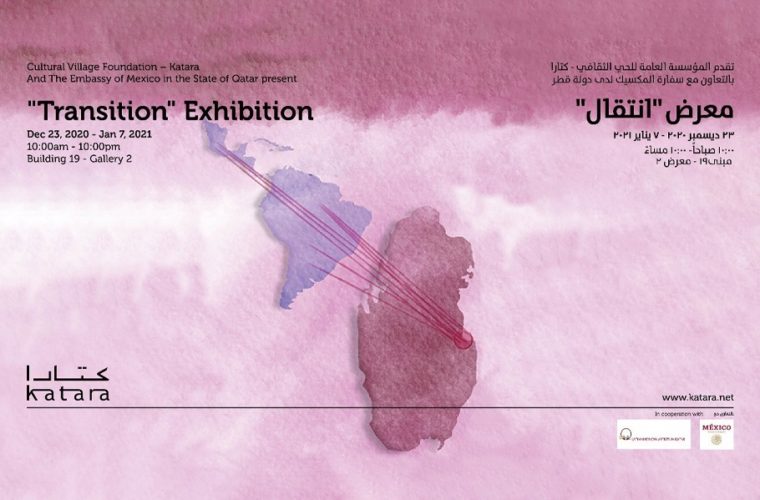 Cultural Village Foundation – Katara
And The Embassy of Mexico in the State of Qatar present
"Transition" Exhibition
Dec 23, 2020 - Jan 7, 2021
10:00am - 10:00pm
Building 19 - Gallery 2
تقدم المؤسسة العامة للحي الثقافي - كتارا
بالتعاون مع سفارة المكسيك لدى دولة قطر
معرض "انتقال"
٢٣ ديسمبر ٢٠٢٠ - ٧ يناير ٢٠٢١
١٠:٠٠ صباحاً - ١٠:٠٠ مساءً
مبنى ١٩ - معرض ٢
كتارا
katara
www.katara.net
In cooperation with بالتعاون مع
MÉXICO